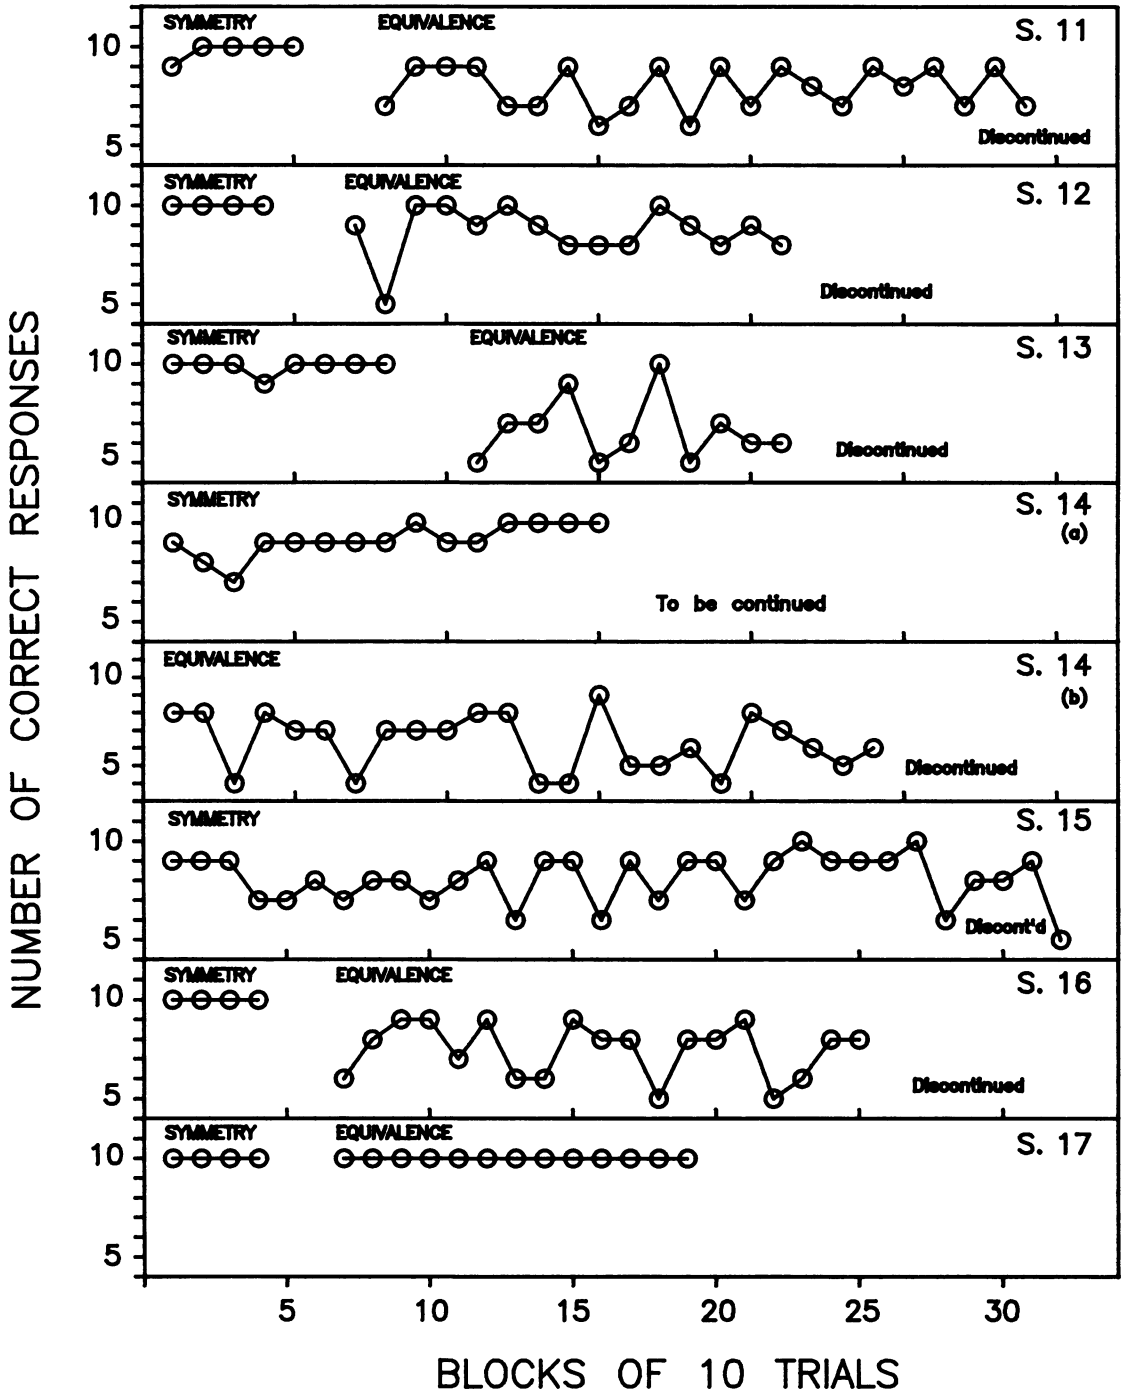 SYMMETRY EQUIVALENCE S. 11
10
5 Discontinued
SYMMETRY EQUIVALENCE S. 12
10
5 Discontinued
SYMMETRY EQUIVALENCE S. 13
10
5 Discontinued
SYMMETRY S. 14
10 (a)
5 To be continued
EQUIVALENCE S. 14
10 (b)
5 Discontinued
SYMMETRY S. 15
10
5 Discont'd
SYMMETRY EQUIVALENCE S. 16
10
5 Discontinued
SYMMETRY EQUIVALENCE S. 17
10
5
5 10 15 20 25 30
BLOCKS OF 10 TRIALS
NUMBER OF CORRECT RESPONSES